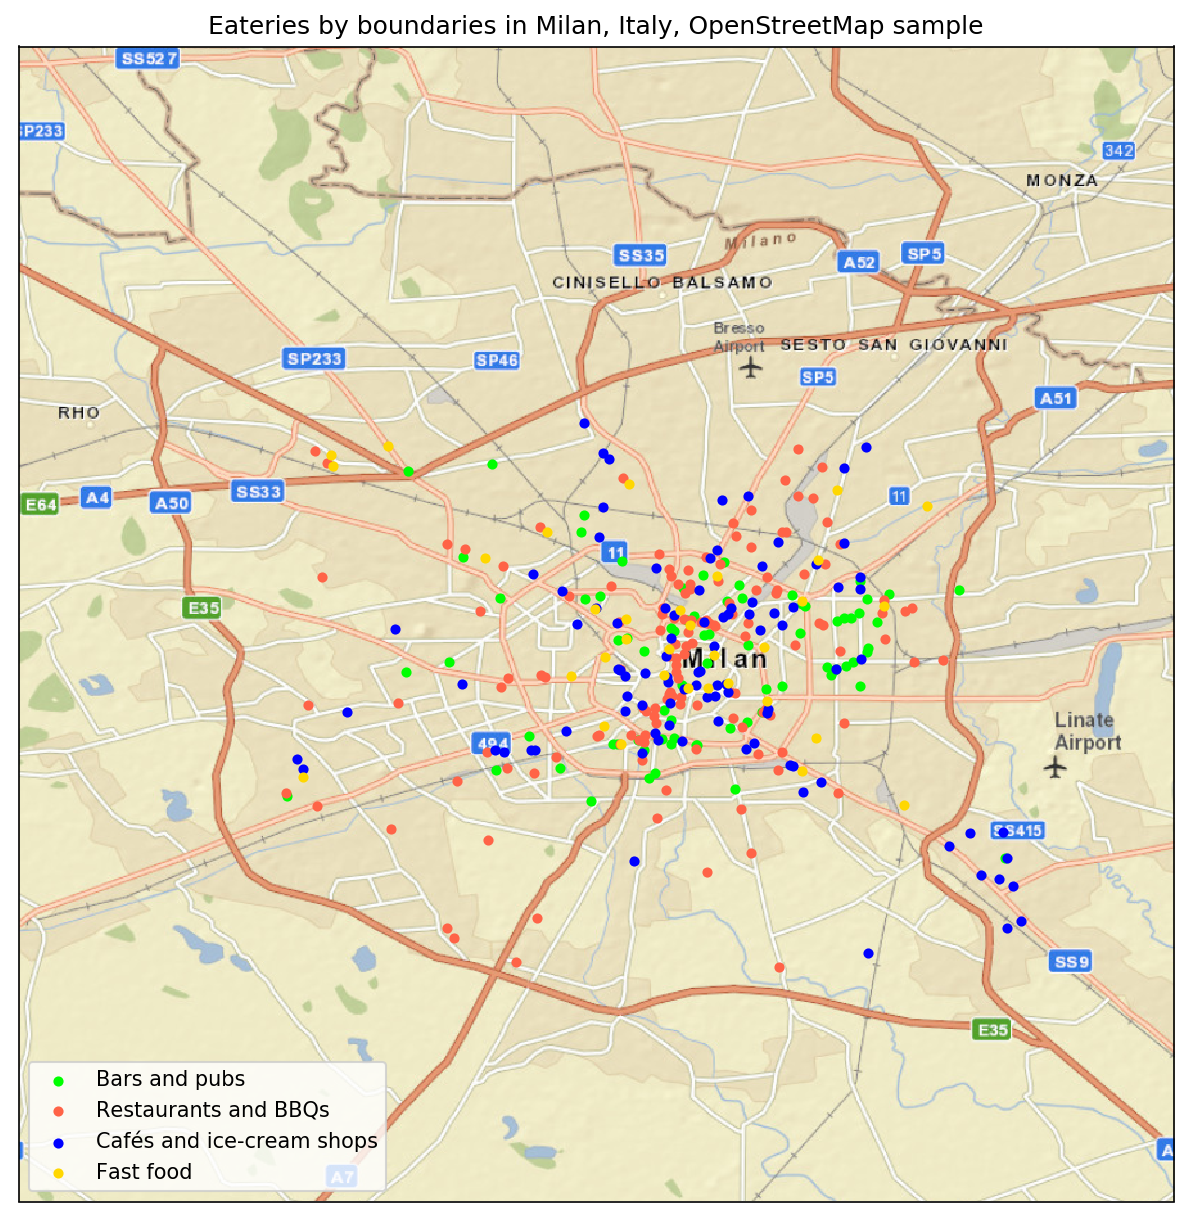 Eateries by boundaries in Milan, Italy, OpenStreetMap sample
SS527
SP233
342
MONZA
Milano
SS35
A52
SP5
CINISELLO BALSAMO
Bresso
Airport
SESTO SAN GIOVANNI
SP233
SP46
SP5
A51
RHO
E64
A4
A50
SS33
11
11
E35
Milan
Linate
Airport
494
SS415
SS9
E35
Bars and pubs
Restaurants and BBQs
Cafés and ice-cream shops
Fast food
A7
A